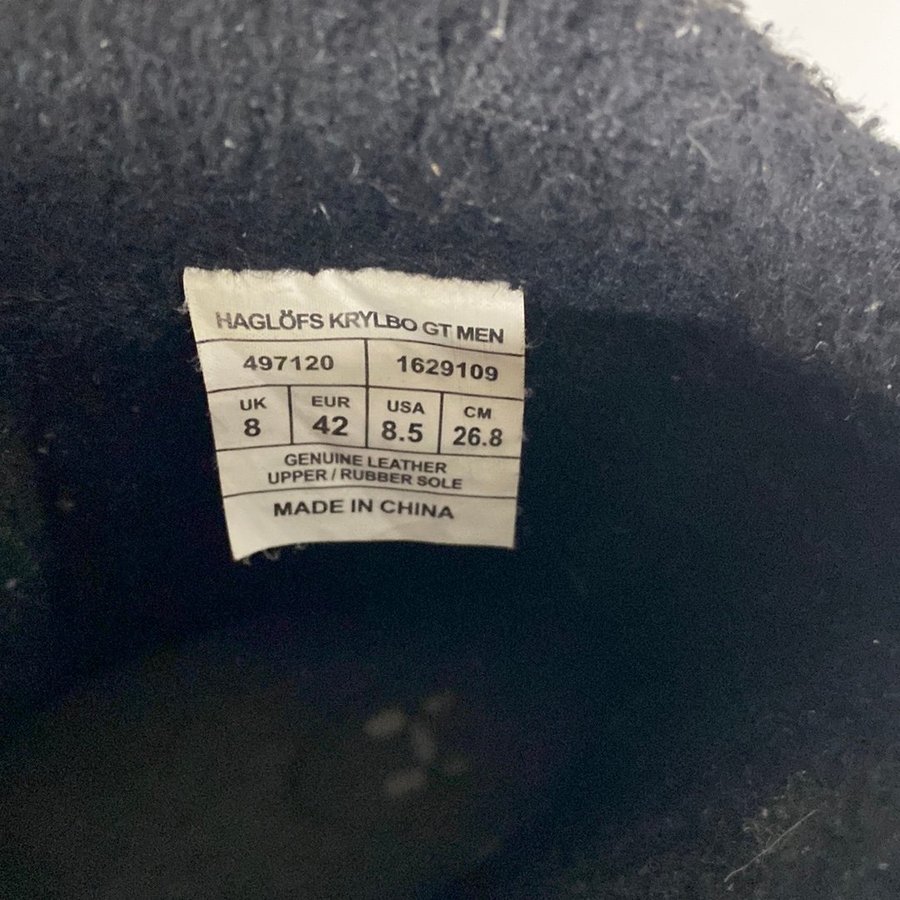 HAGLÖFS KRYLBO GT MEN
497120 1629109
UK EUR USA CM
8 42 8.5 26.8
GENUINE LEATHER
UPPER / RUBBER SOLE
MADE IN CHINA